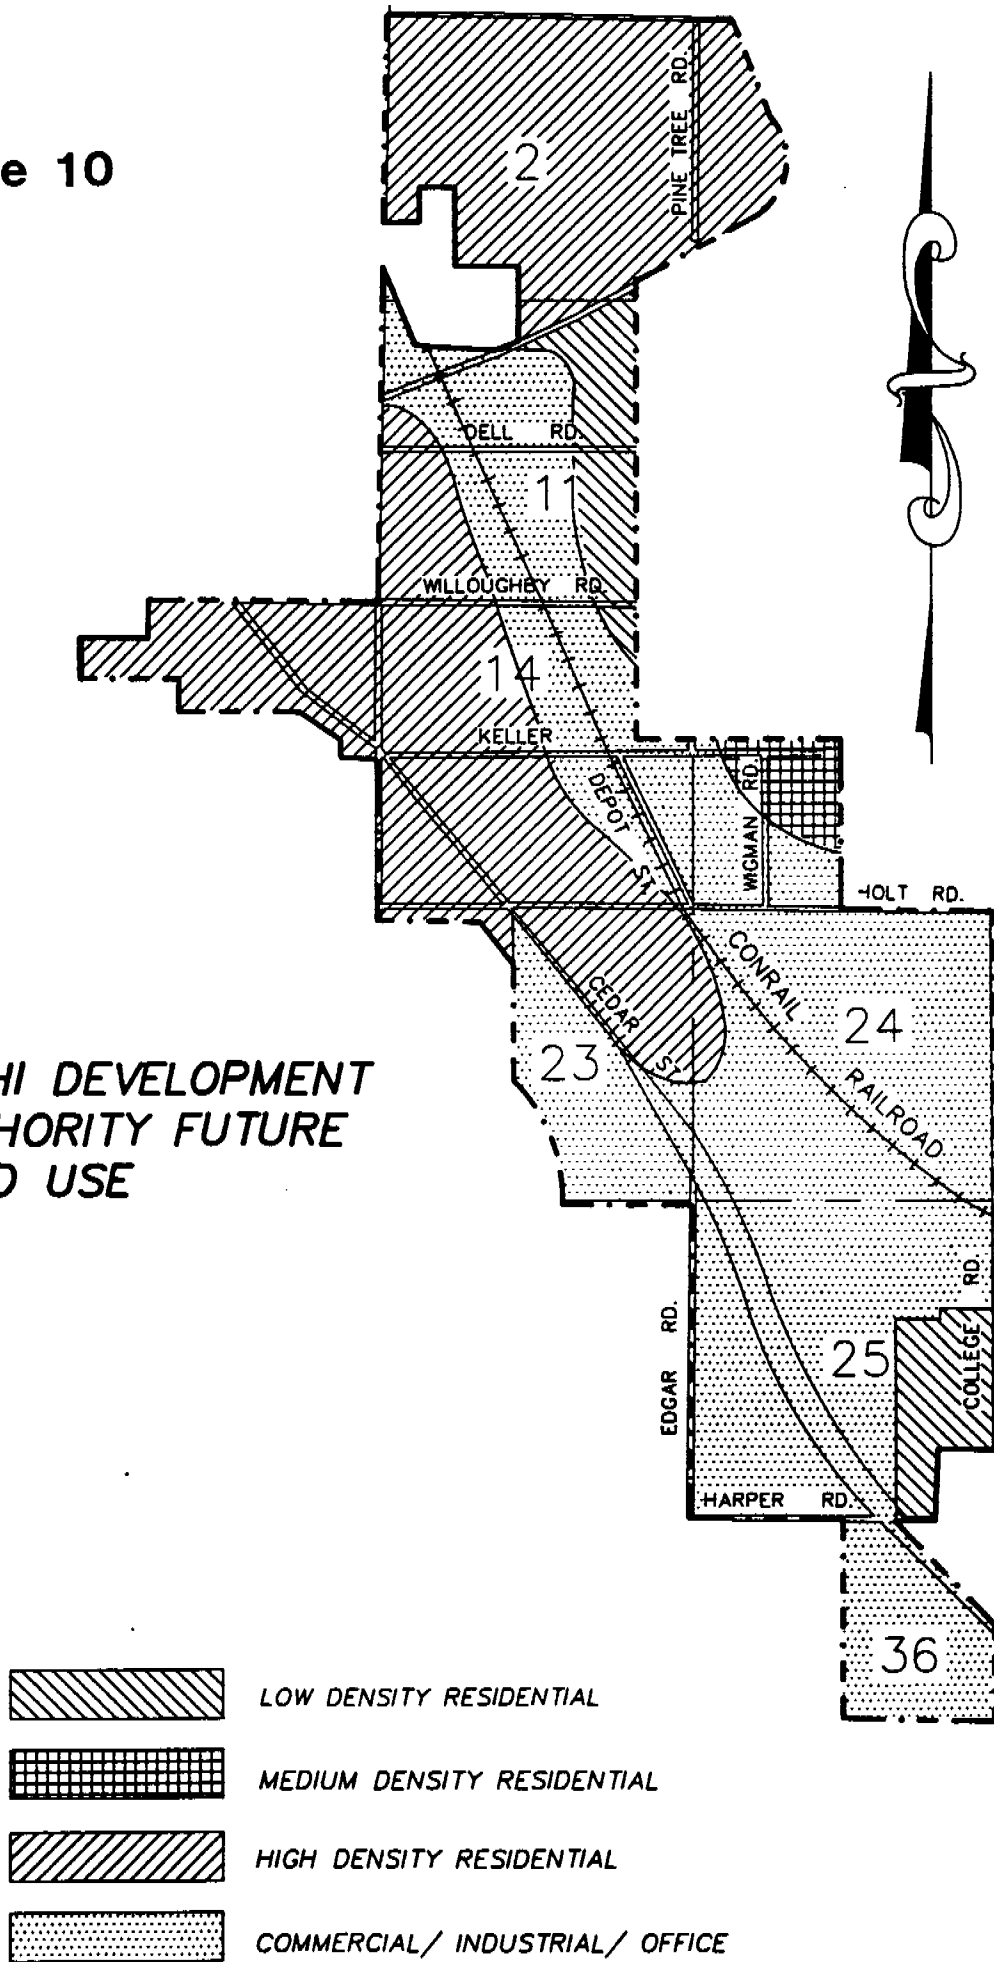 e 10
2
PINE TREE RD.
DELL RD.
11
WILLOUGHBY RD.
14
KELLER
DEPOT ST.
WIGMAN RD.
HOLT RD.
CONRAIL RAILROAD
24
CEDAR ST.
23
HI DEVELOPMENT
HORITY FUTURE
D USE
EDGAR RD.
COLLEGE RD.
25
HARPER RD.
36
LOW DENSITY RESIDENTIAL
MEDIUM DENSITY RESIDENTIAL
HIGH DENSITY RESIDENTIAL
COMMERCIAL/ INDUSTRIAL/ OFFICE